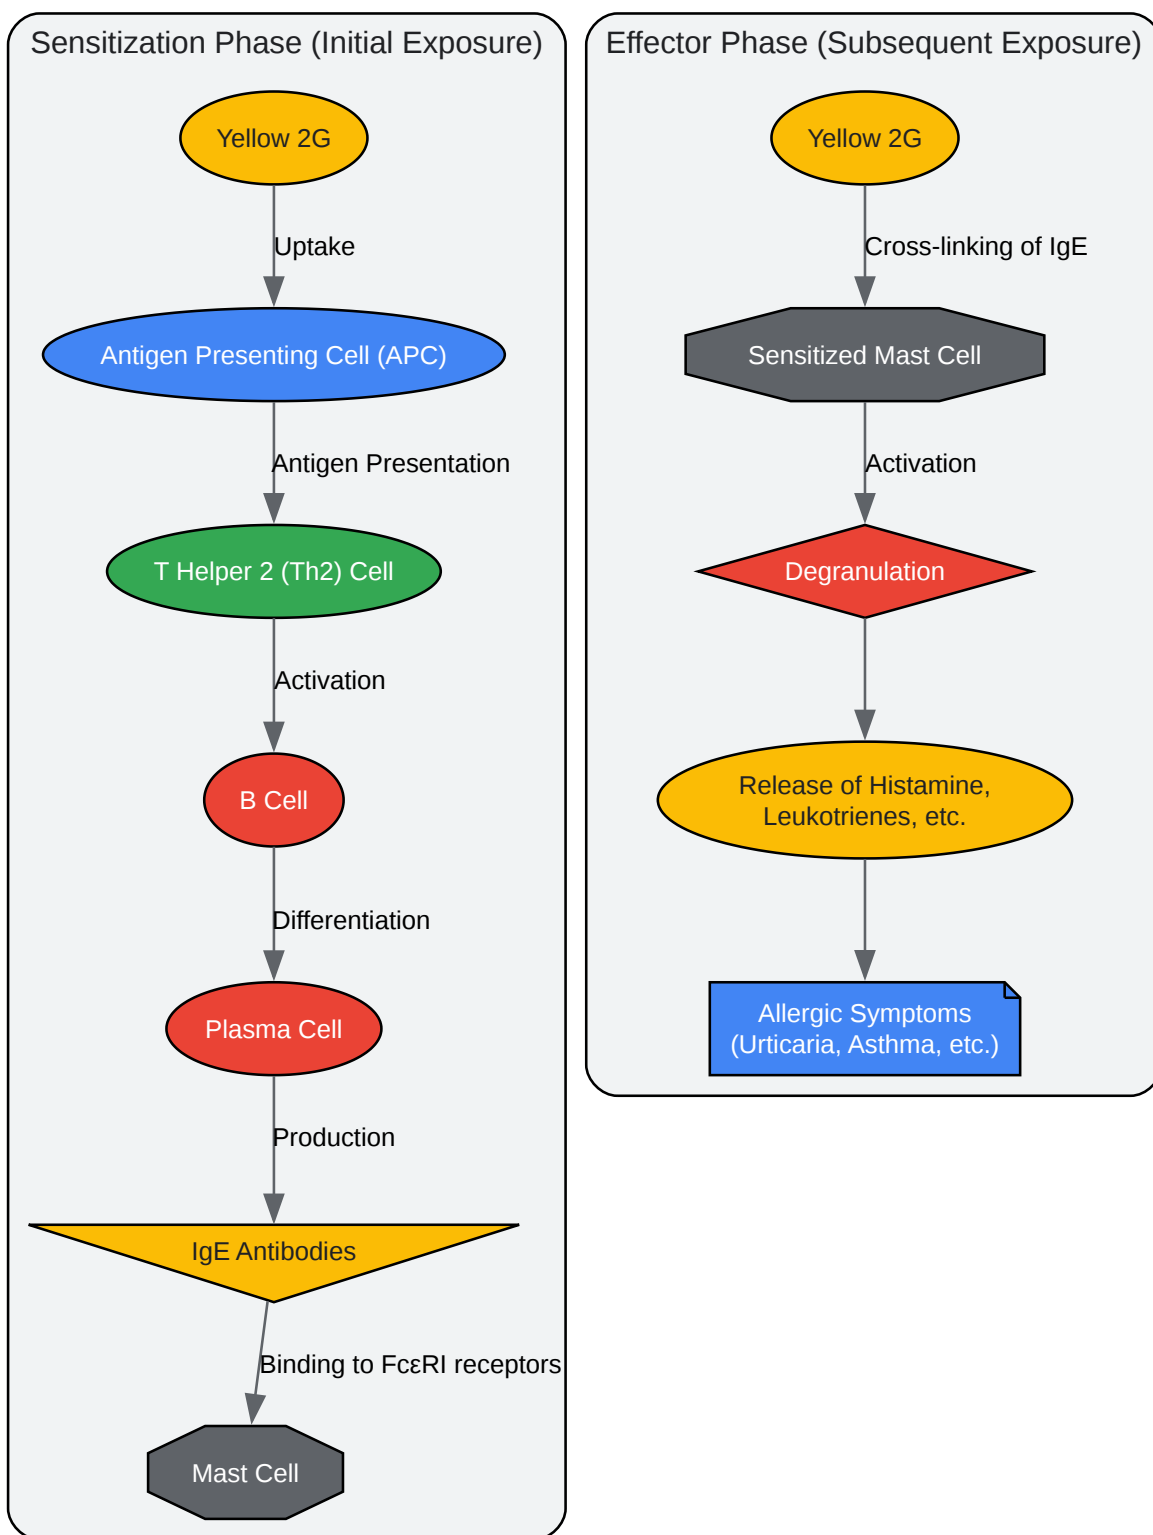 Sensitization Phase (Initial Exposure)
Yellow 2G
Uptake
Antigen Presenting Cell (APC)
Antigen Presentation
T Helper 2 (Th2) Cell
Activation
B Cell
Differentiation
Plasma Cell
Production
IgE Antibodies
Binding to FcεRI receptors
Mast Cell
Effector Phase (Subsequent Exposure)
Yellow 2G
Cross-linking of IgE
Sensitized Mast Cell
Activation
Degranulation
Release of Histamine,
Leukotrienes, etc.
Allergic Symptoms
(Urticaria, Asthma, etc.)